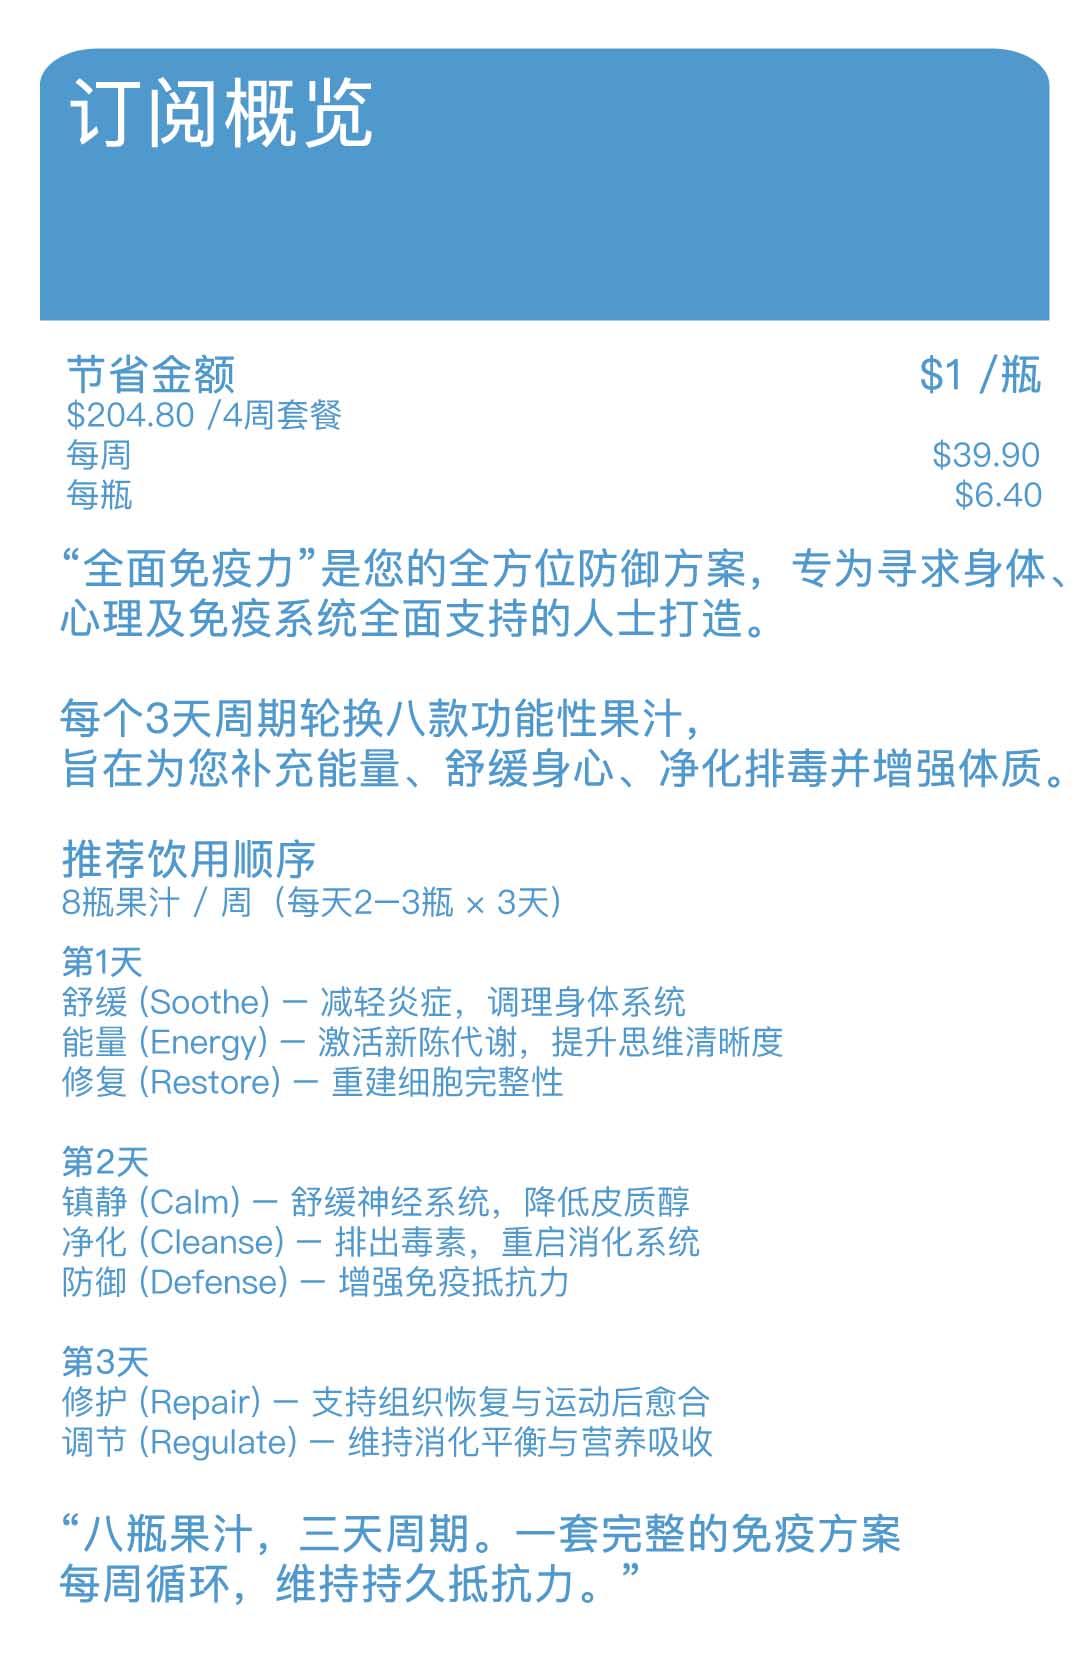 订阅概览
节省金额 $1 /瓶
$204.80 /4周套餐
每周 $39.90
每瓶 $6.40
“全面免疫力”是您的全方位防御方案，专为寻求身体、
心理及免疫系统全面支持的人士打造。
每个3天周期轮换八款功能性果汁，
旨在为您补充能量、舒缓身心、净化排毒并增强体质。
推荐饮用顺序
8瓶果汁 / 周（每天2–3瓶 × 3天）
第1天
舒缓 (Soothe) — 减轻炎症，调理身体系统
能量 (Energy) — 激活新陈代谢，提升思维清晰度
修复 (Restore) — 重建细胞完整性
第2天
镇静 (Calm) — 舒缓神经系统，降低皮质醇
净化 (Cleanse) — 排出毒素，重启消化系统
防御 (Defense) — 增强免疫抵抗力
第3天
修护 (Repair) — 支持组织恢复与运动后愈合
调节 (Regulate) — 维持消化平衡与营养吸收
“八瓶果汁，三天周期。一套完整的免疫方案
每周循环，维持持久抵抗力。”